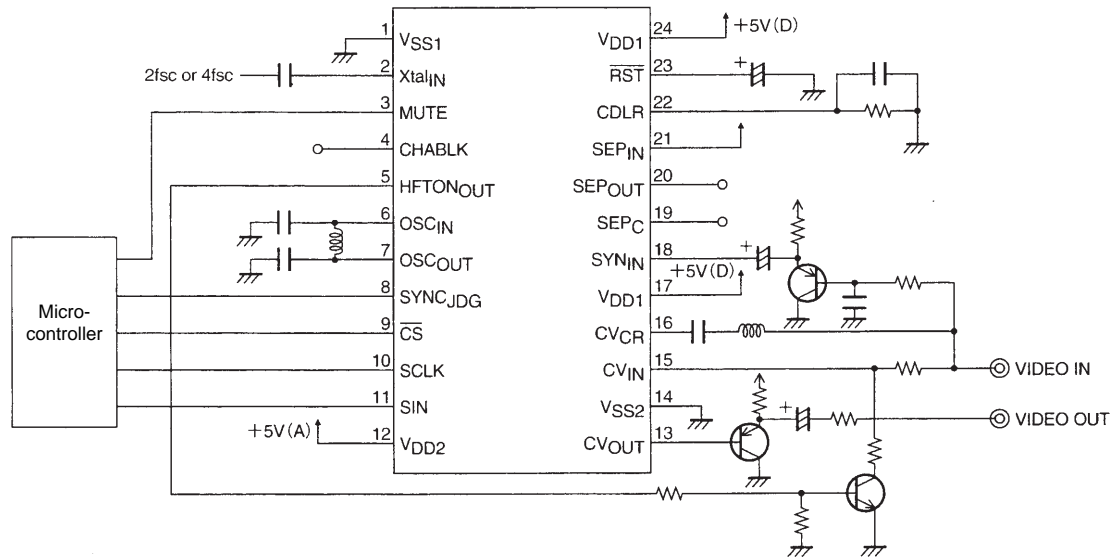 1 VSS1
2fsc or 4fsc
2 XtalIN
3 MUTE
4 CHABLK
5 HFTONOUT
6 OSCIN
7 OSCOUT
8 SYNCJDG
9 CS
10 SCLK
11 SIN
+5V(A)
12 VDD2
Micro-
controller
VDD1 24
+5V(D)
RST 23
+
CDLR 22
SEPIN 21
SEPOUT 20
SEPC 19
SYNIN 18
+
+5V(D)
VDD1 17
CVCR 16
CVIN 15
VIDEO IN
VSS2 14
+
VIDEO OUT
CVOUT 13